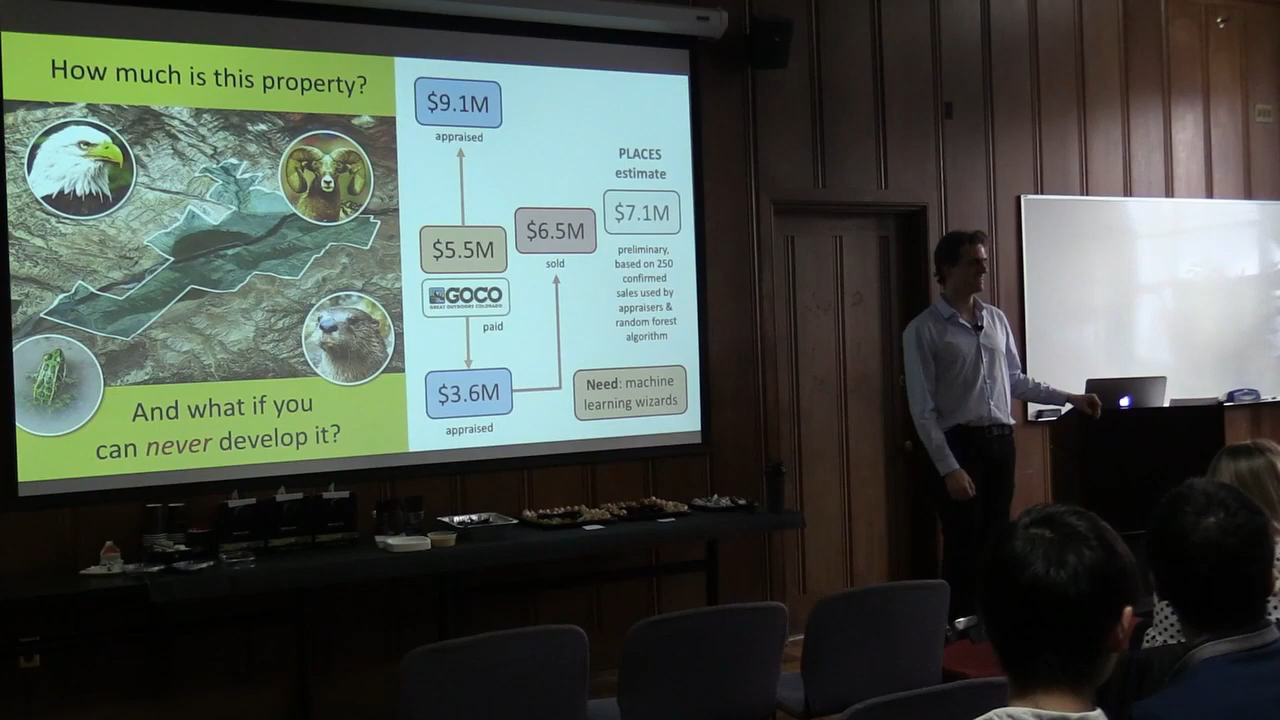 How much is this property?
And what if you
can never develop it?
$9.1M
appraised
$5.5M
GOCO
GREAT OUTDOORS COLORADO
paid
$3.6M
appraised
$6.5M
sold
PLACES
estimate
$7.1M
preliminary,
based on 250
confirmed
sales used by
appraisers &
random forest
algorithm
Need: machine
learning wizards